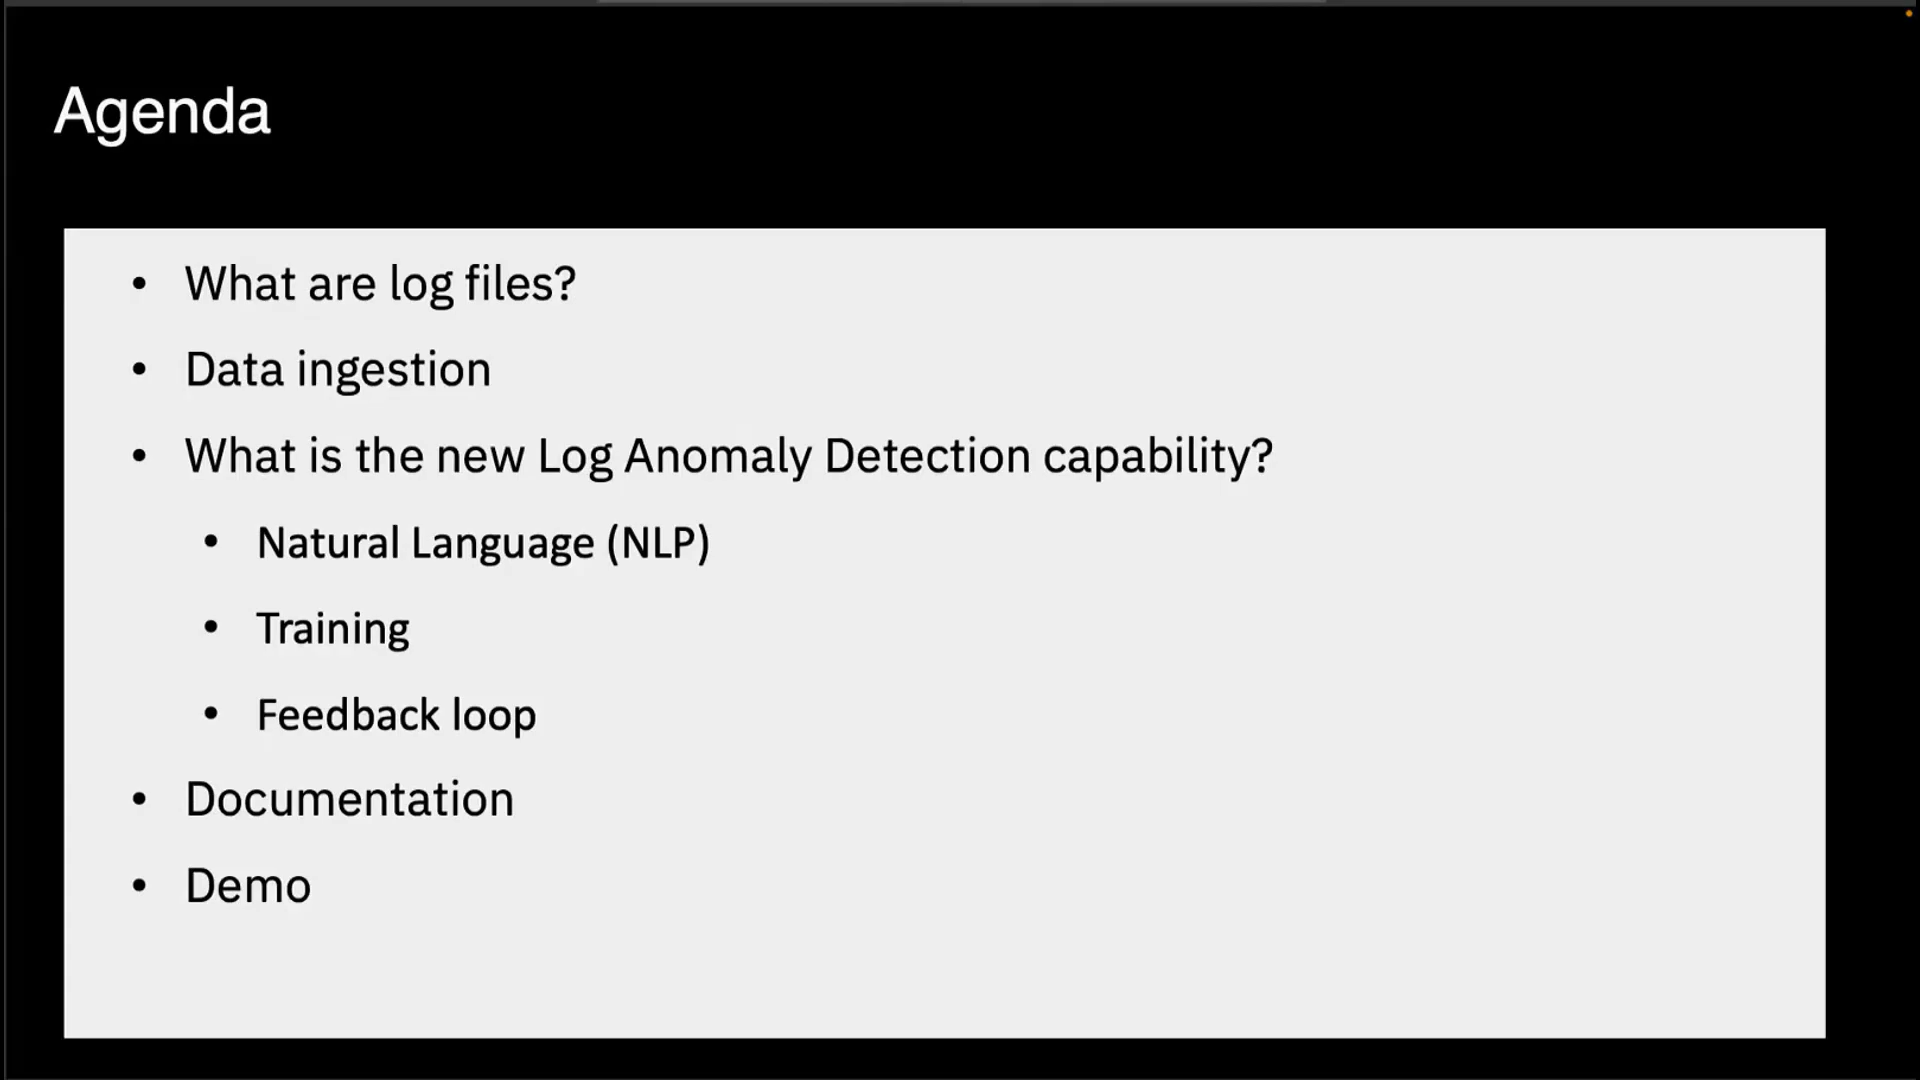 Agenda
• What are log files?
• Data ingestion
• What is the new Log Anomaly Detection capability?
• Natural Language (NLP)
• Training
• Feedback loop
• Documentation
• Demo